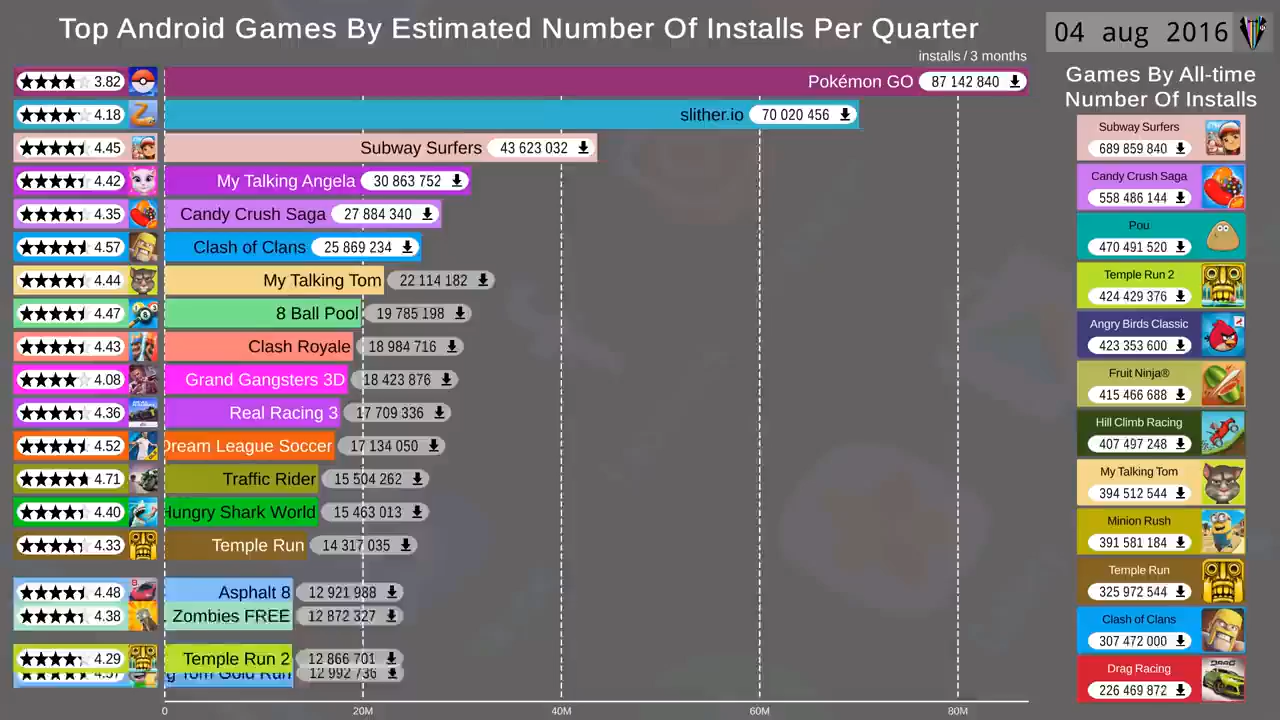 Top Android Games By Estimated Number Of Installs Per Quarter
04 aug 2016
installs / 3 months
3.82 Pokémon GO 87 142 840
4.18 slither.io 70 020 456
4.45 Subway Surfers 43 623 032
4.42 My Talking Angela 30 863 752
4.35 Candy Crush Saga 27 884 340
4.57 Clash of Clans 25 869 234
4.44 My Talking Tom 22 114 182
4.47 8 Ball Pool 19 785 198
4.43 Clash Royale 18 984 716
4.08 Grand Gangsters 3D 18 423 876
4.36 Real Racing 3 17 709 336
4.52 Dream League Soccer 17 134 050
4.71 Traffic Rider 15 504 262
4.40 Hungry Shark World 15 463 013
4.33 Temple Run 14 317 035
4.48 Asphalt 8 12 921 988
4.38 . Zombies FREE 12 872 327
4.29 Temple Run 2 12 866 701
g Tom Gold Run 12 992 736
0 20M 40M 60M 80M
Games By All-time
Number Of Installs
Subway Surfers
689 859 840
Candy Crush Saga
558 486 144
Pou
470 491 520
Temple Run 2
424 429 376
Angry Birds Classic
423 353 600
Fruit Ninja®
415 466 688
Hill Climb Racing
407 497 248
My Talking Tom
394 512 544
Minion Rush
391 581 184
Temple Run
325 972 544
Clash of Clans
307 472 000
Drag Racing
226 469 872